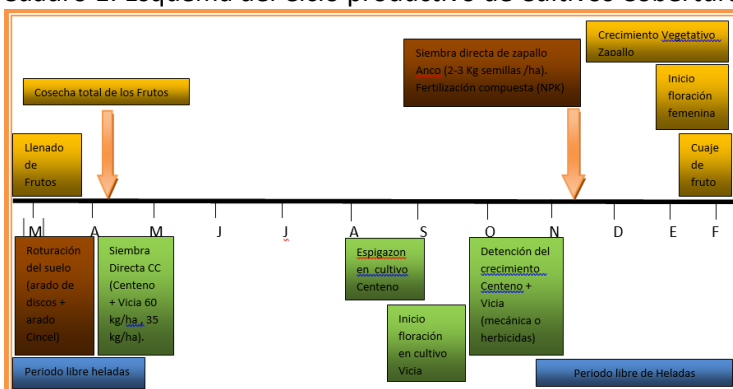 Cuadro 1. Esquema del ciclo productivo de Cultivos Cobertura
Cosecha total de los Frutos
Siembra directa de zapallo
Anco (2-3 Kg semillas /ha).
Fertilización compuesta (NPK)
Crecimiento Vegetativo
Zapallo
Inicio
floración
femenina
Llenado
de
Frutos
Cuaje
de
fruto
M A M J J A S O N D E F
Roturación
del suelo
(arado de
discos +
arado
Cincel)
Siembra
Directa CC
(Centeno
+ Vicia 60
kg/ha , 35
kg/ha).
Espigazon
en cultivo
Centeno
Inicio
floración
en cultivo
Vicia
Detención del
crecimiento
Centeno +
Vicia
(mecánica o
herbicidas)
Periodo libre heladas
Periodo libre de Heladas